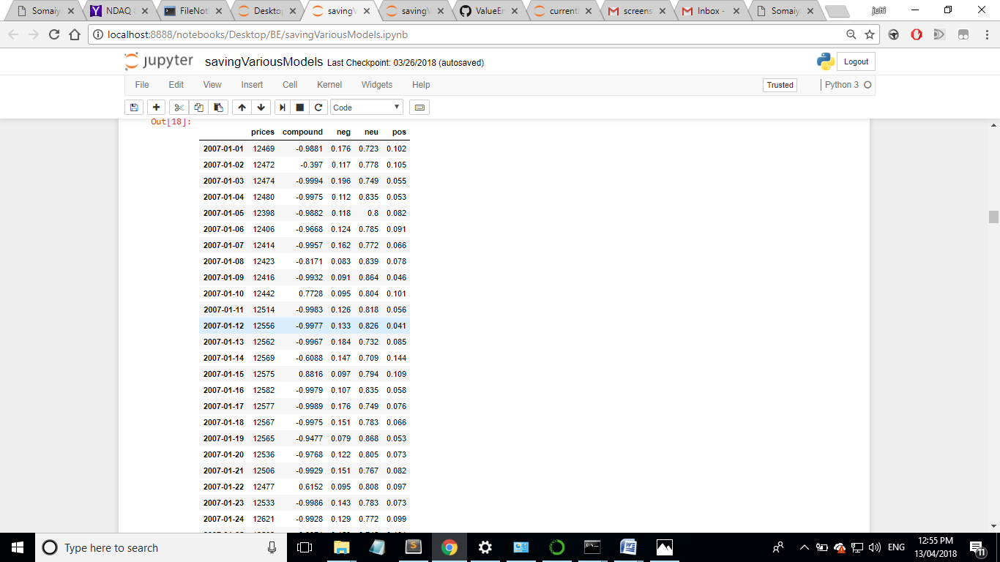 Somaiy
NDAQ
FileNotF
Deskto
saving
saving
ValueEr
current
screens
Inbox -
Somaiy
juhi
localhost:8888/notebooks/Desktop/BE/savingVariousModels.ipynb
jupyter savingVariousModels Last Checkpoint: 03/26/2018 (autosaved) Logout
File Edit View Insert Cell Kernel Widgets Help Trusted Python 3
Code
Out[18]:
prices compound neg neu pos
2007-01-01 12469 -0.9881 0.176 0.723 0.102
2007-01-02 12472 -0.397 0.117 0.778 0.105
2007-01-03 12474 -0.9994 0.196 0.749 0.055
2007-01-04 12480 -0.9975 0.112 0.835 0.053
2007-01-05 12398 -0.9882 0.118 0.8 0.082
2007-01-06 12406 -0.9668 0.124 0.785 0.091
2007-01-07 12414 -0.9957 0.162 0.772 0.066
2007-01-08 12423 -0.8171 0.083 0.839 0.078
2007-01-09 12416 -0.9932 0.091 0.864 0.046
2007-01-10 12442 0.7728 0.095 0.804 0.101
2007-01-11 12514 -0.9983 0.126 0.818 0.056
2007-01-12 12556 -0.9977 0.133 0.826 0.041
2007-01-13 12562 -0.9967 0.184 0.732 0.085
2007-01-14 12569 -0.6088 0.147 0.709 0.144
2007-01-15 12575 0.8816 0.097 0.794 0.109
2007-01-16 12582 -0.9979 0.107 0.835 0.058
2007-01-17 12577 -0.9989 0.176 0.749 0.076
2007-01-18 12567 -0.9975 0.151 0.783 0.066
2007-01-19 12565 -0.9477 0.079 0.868 0.053
2007-01-20 12536 -0.9768 0.122 0.805 0.073
2007-01-21 12506 -0.9929 0.151 0.767 0.082
2007-01-22 12477 0.6152 0.095 0.808 0.097
2007-01-23 12533 -0.9986 0.143 0.783 0.073
2007-01-24 12621 -0.9928 0.129 0.772 0.099
Type here to search
ENG
12:55 PM
13/04/2018
11